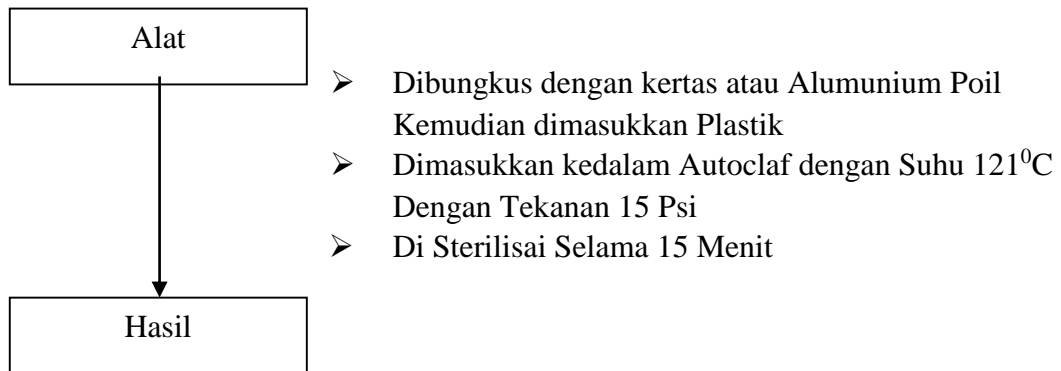 Alat
➢ Dibungkus dengan kertas atau Alumunium Poil
Kemudian dimasukkan Plastik
➢ Dimasukkan kedalam Autoclaf dengan Suhu 121⁰C
Dengan Tekanan 15 Psi
➢ Di Sterilisai Selama 15 Menit
Hasil